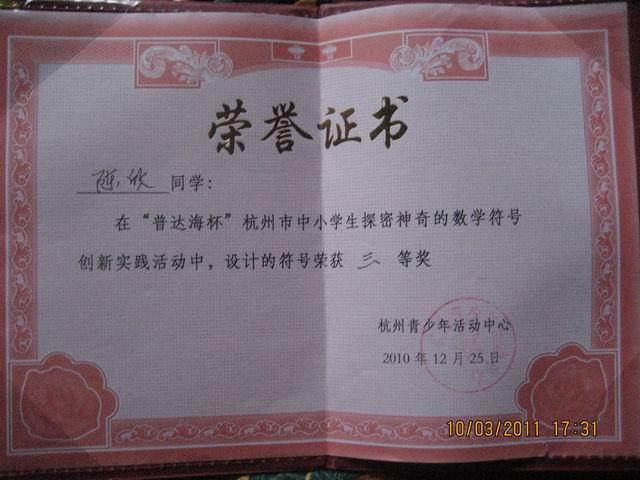 荣誉证书
陈欣 同学：
在“普达海杯”杭州市中小学生探密神奇的数学符号
创新实践活动中，设计的符号荣获 三 等奖
杭州青少年活动中心
2010 年 12 月 25 日
10/03/2011 17:31